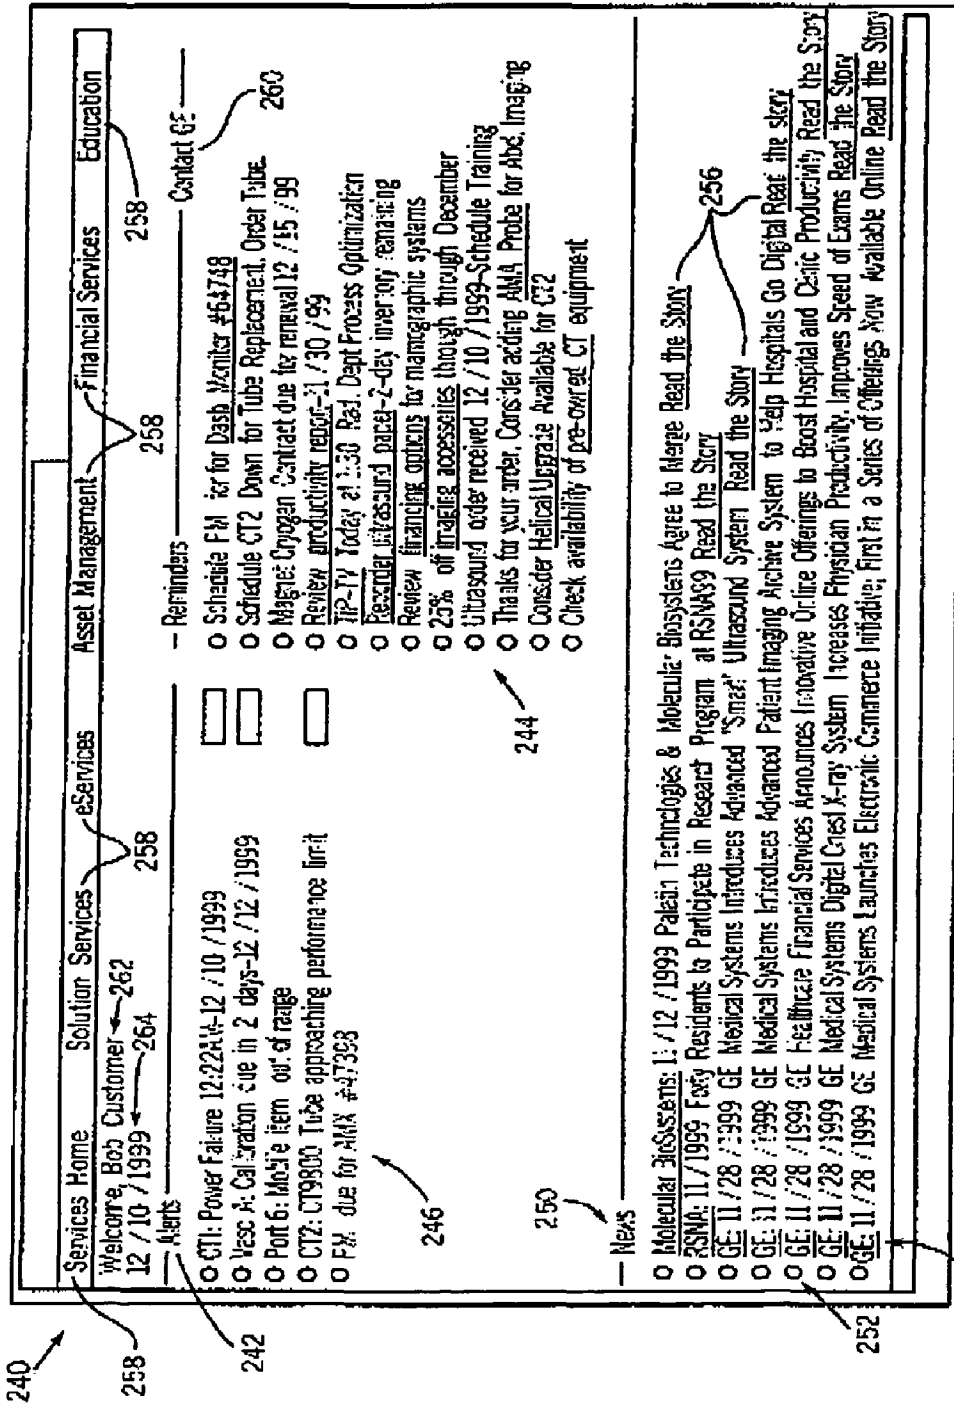 240
258
Services Home Solution Services eServices Asset Management Financial Services Education
258
258
258
Welcome, Bob Customer 262
12 /10 /1999 264
242
Alerts
O CT1: Power Failure 12:22AM-12 /10 /1999
O Vasc A: Calibration due in 2 days-12 /12 /1999
O Port 6: Mobile item out of range
O CT2: CT9800 Tube approaching performance limit
O PM due for AMX #47398
246
Reminders
Contact GE
260
O Schedule PM for for Dash Monitor #64748
O Schedule CT2 Down for Tube Replacement, Order Tube.
O Magnet Cryogen Contract due for renewal 12 /15 /99
O Review productivity report-11 /30 /99
O TiP-TV Today at 1:30 Rad. Dept Process Optimization
O Reorder ultrasound paper-2-day inventory remaining
O Review financing options for mamographic systems
O 25% off imaging accessories though through December
O Ultrasound order received 12 /10 /1999-Schedule Training
O Thanks for your order, Consider adding AMA Probe for Abd. Imaging
O Consider Helical Upgrade Available for CT2
O Check availability of pre-owned CT equipment
244
250
News
256
O Molecular BioSystems: 11 /12 /1999 Palatin Technologies & Molecular Biosystems Agree to Merge Read the Story
O RSNA: 11 /1999 Forty Residents to Participate in Research Program at RSNA99 Read the Story
O GE: 11 /28 /1999 GE Medical Systems Introduces Advanced "Smart" Ultrasound System Read the Story
O GE: 11 /28 /1999 GE Medical Systems Introduces Advanced Patient Imaging Archive System to Help Hospitals Go Digital Read the story
O GE: 11 /28 /1999 GE Healthcare Financial Services Announces Innovative Online Offerings to Boost Hospital and Clinic Productivity Read the Story
O GE: 11 /28 /1999 GE Medical Systems Digital Chest X-ray System Increases Physician Productivity, Improves Speed of Exams Read the Story
O GE: 11 /28 /1999 GE Medical Systems Launches Electronic Commerce Initiative; First in a Series of Offerings Now Available Online Read the Story
252